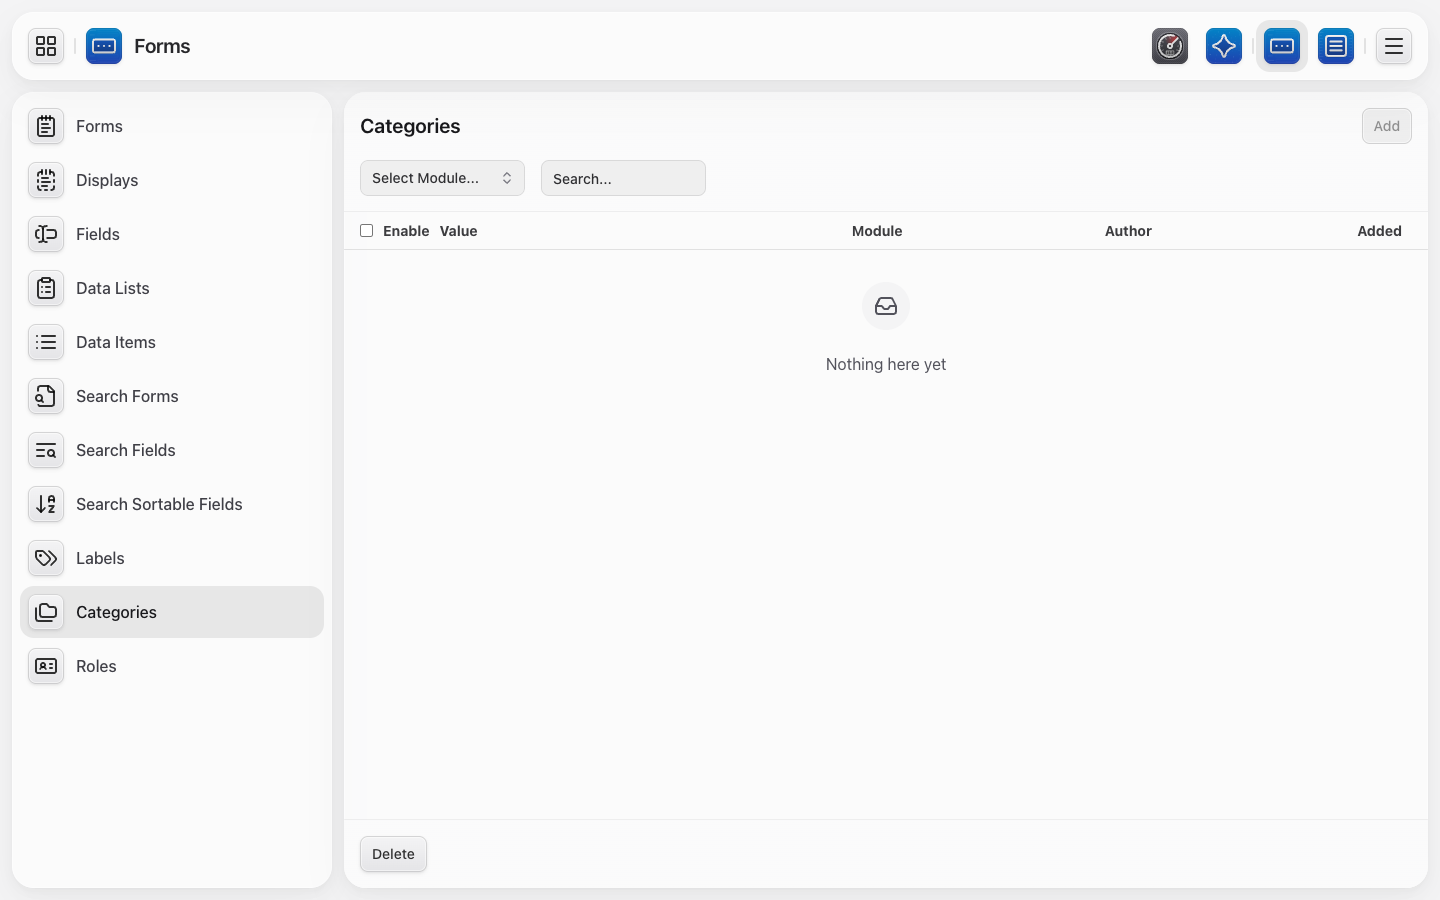 Forms
Forms
Displays
Fields
Data Lists
Data Items
Search Forms
Search Fields
Search Sortable Fields
Labels
Categories
Roles
Categories
Add
Select Module...
Search...
Enable Value Module Author Added
Nothing here yet
Delete